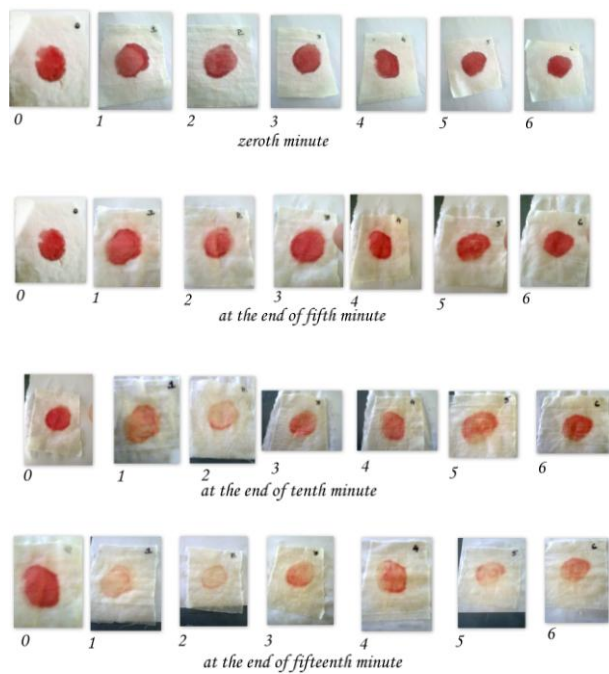 0 1 2 3 4 5 6
zeroth minute
0 1 2 3 4 5 6
at the end of fifth minute
0 1 2 3 4 5 6
at the end of tenth minute
0 1 2 3 4 5 6
at the end of fifteenth minute